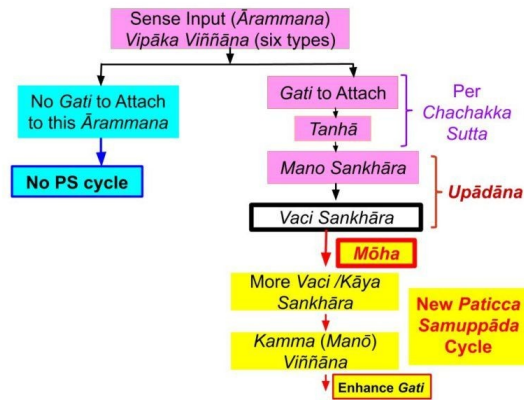 Sense Input (Ārammana)
Vipāka Viññāna (six types)
No Gati to Attach
to this Ārammana
Gati to Attach
Per
Chachakka
Sutta
Tanhā
No PS cycle
Mano Sankhāra
Upādāna
Vaci Sankhāra
Mōha
More Vaci /Kāya
Sankhāra
New Paticca
Samuppāda
Cycle
Kamma (Manō)
Viññāna
Enhance Gati